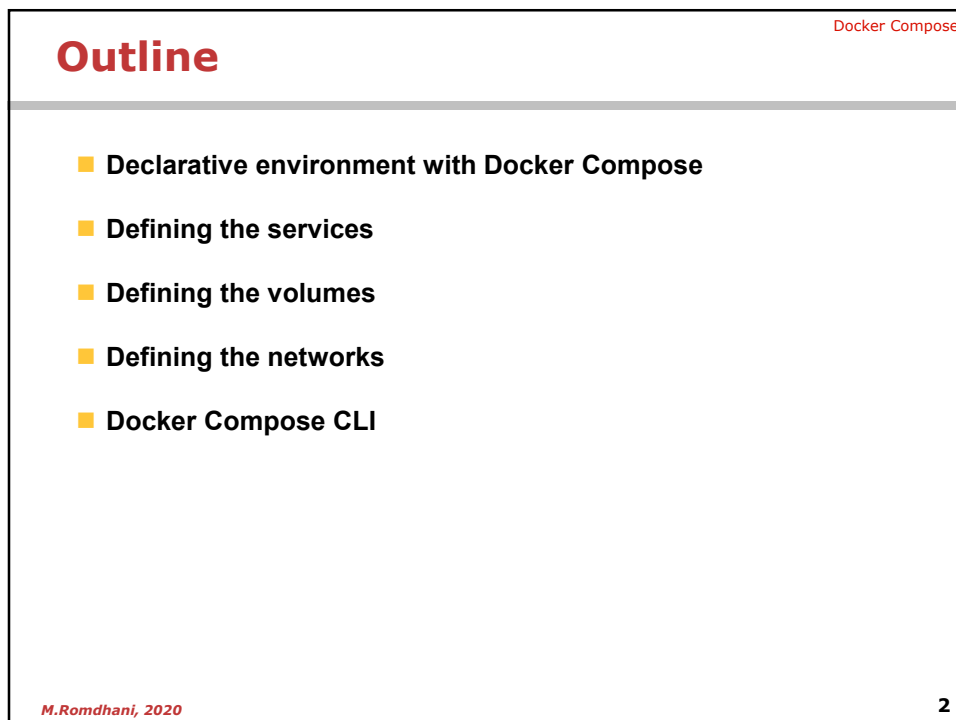 Docker Compose
Outline
Declarative environment with Docker Compose
Defining the services
Defining the volumes
Defining the networks
Docker Compose CLI
M.Romdhani, 2020
2